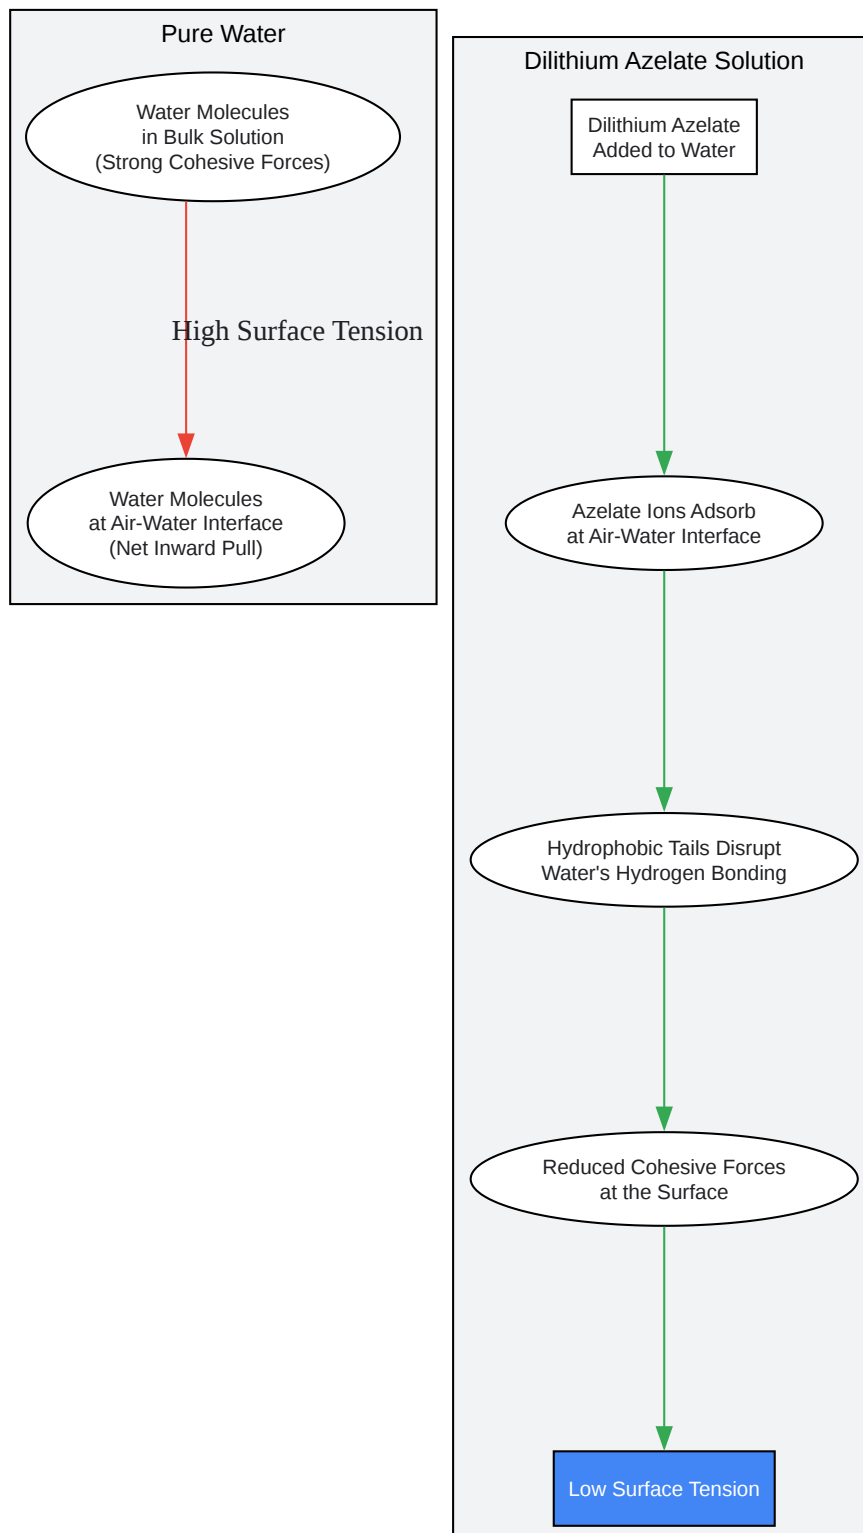 Pure Water
Water Molecules
in Bulk Solution
(Strong Cohesive Forces)
High Surface Tension
Water Molecules
at Air-Water Interface
(Net Inward Pull)
Dilithium Azelate Solution
Dilithium Azelate
Added to Water
Azelate Ions Adsorb
at Air-Water Interface
Hydrophobic Tails Disrupt
Water's Hydrogen Bonding
Reduced Cohesive Forces
at the Surface
Low Surface Tension